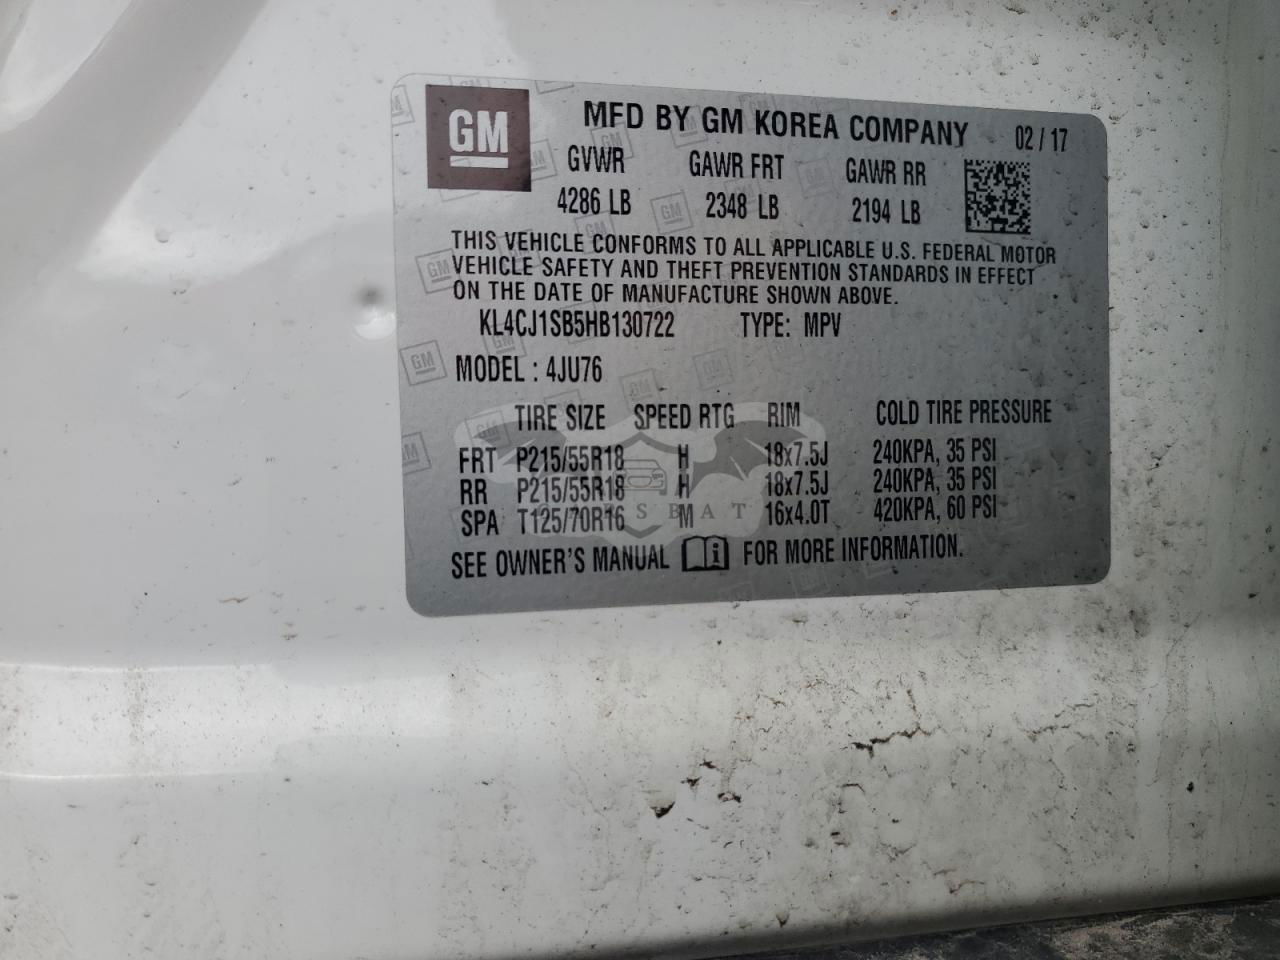 GM
MFD BY GM KOREA COMPANY 02 / 17
GVWR GAWR FRT GAWR RR
4286 LB 2348 LB 2194 LB
THIS VEHICLE CONFORMS TO ALL APPLICABLE U.S. FEDERAL MOTOR
VEHICLE SAFETY AND THEFT PREVENTION STANDARDS IN EFFECT
ON THE DATE OF MANUFACTURE SHOWN ABOVE.
KL4CJ1SB5HB130722 TYPE: MPV
MODEL : 4JU76
TIRE SIZE SPEED RTG RIM COLD TIRE PRESSURE
FRT P215/55R18 H 18x7.5J 240KPA, 35 PSI
RR P215/55R18 H 18x7.5J 240KPA, 35 PSI
SPA T125/70R16 M 16x4.0T 420KPA, 60 PSI
SEE OWNER'S MANUAL i FOR MORE INFORMATION.